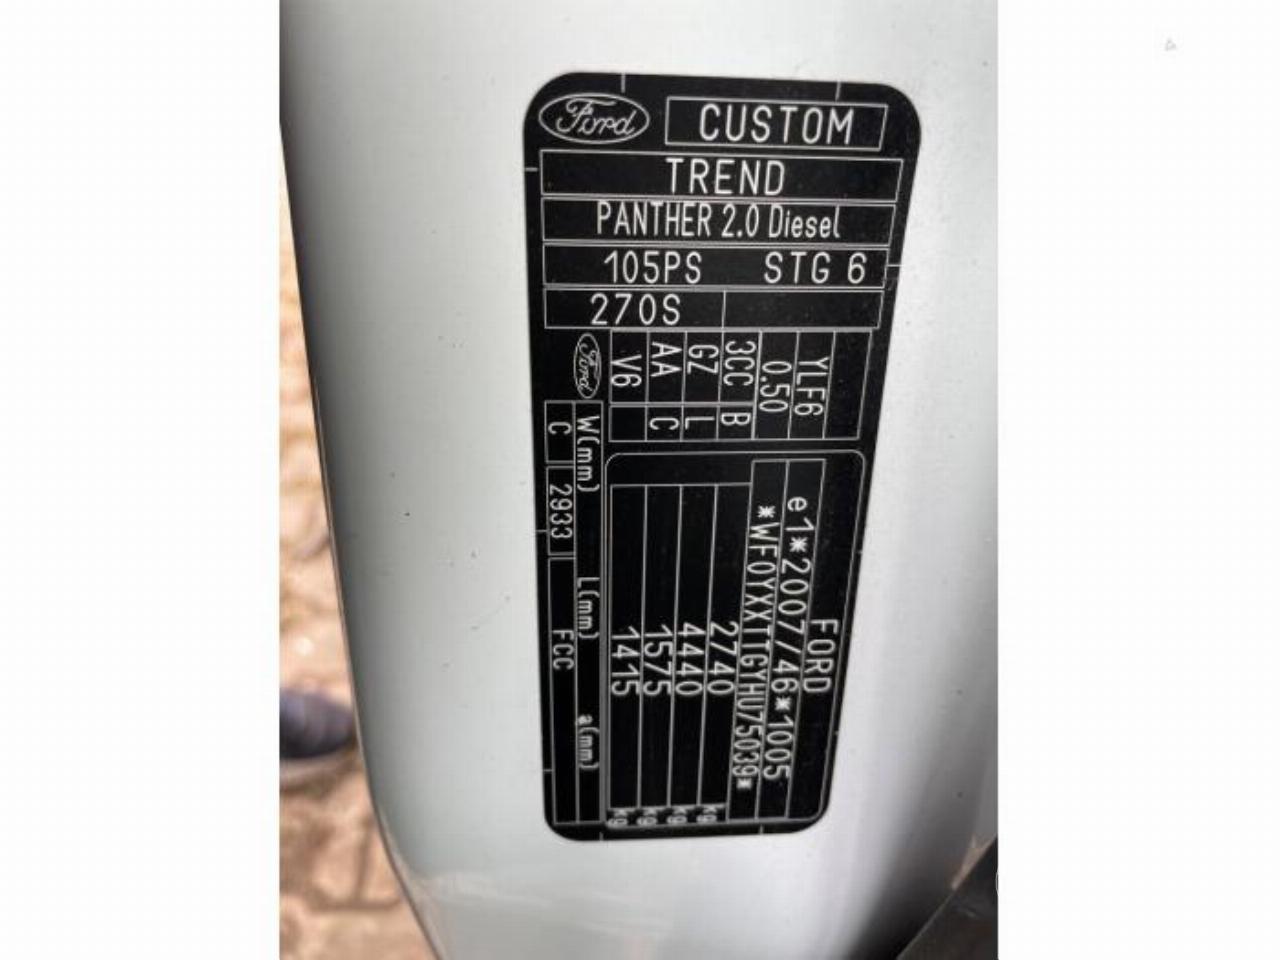 Ford CUSTOM
TREND
PANTHER 2.0 Diesel
105PS STG 6
270S
FORD
e1*2007/46*1005
*WF0YXXTTGYHU75039*
2740 kg
4440 kg
1575 kg
1415 kg
YLF6
0.50
3CC B
GZ L
AA C
V6
Ford
W(mm) L(mm) a(mm)
C 2933 FCC